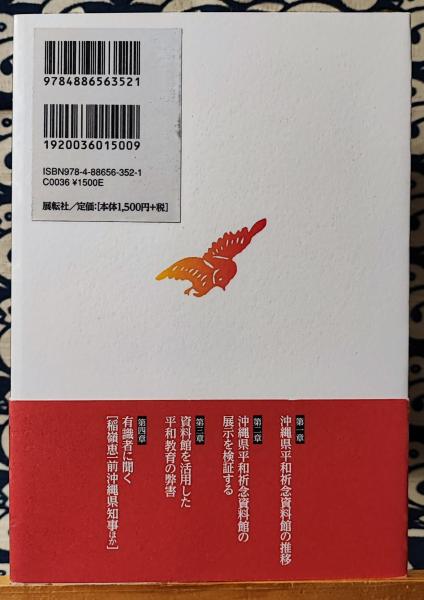 9784886563521
1920036015009
ISBN978-4-88656-352-1
C0036 ¥1500E
展転社／定価:[本体1,500円+税]
第一章
沖縄県平和祈念資料館の推移
第二章
沖縄県平和祈念資料館の
展示を検証する
第三章
資料館を活用した
平和教育の弊害
第四章
有識者に聞く
[稲嶺恵一前沖縄県知事ほか]